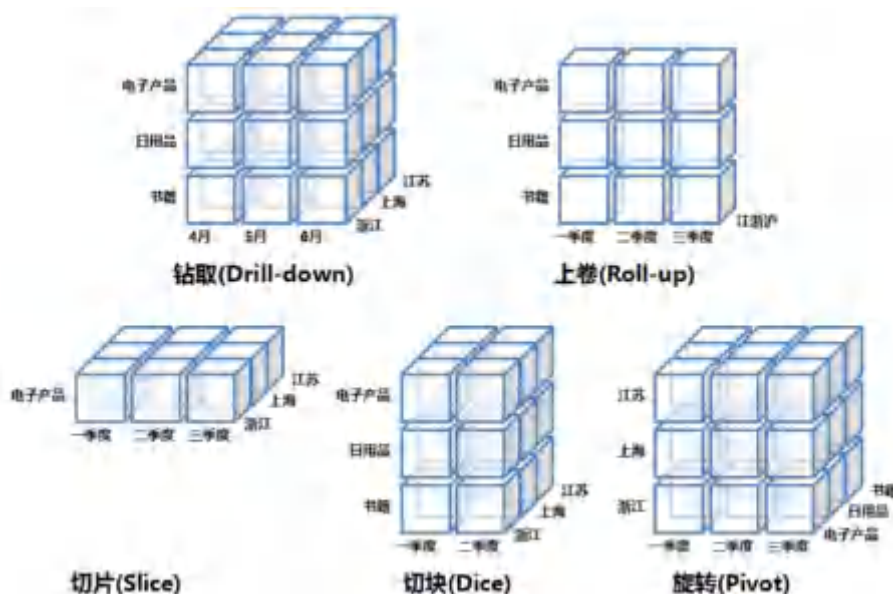 电子产品
日用品
书籍
4月 5月 6月
浙江
上海
江苏
钻取(Drill-down)
电子产品
日用品
书籍
一季度 二季度 三季度
江浙沪
上卷(Roll-up)
电子产品
一季度 二季度 三季度
浙江
上海
江苏
切片(Slice)
电子产品
日用品
书籍
一季度 二季度
浙江
上海
江苏
切块(Dice)
江苏
上海
浙江
一季度 二季度 三季度
电子产品
日用品
书籍
旋转(Pivot)